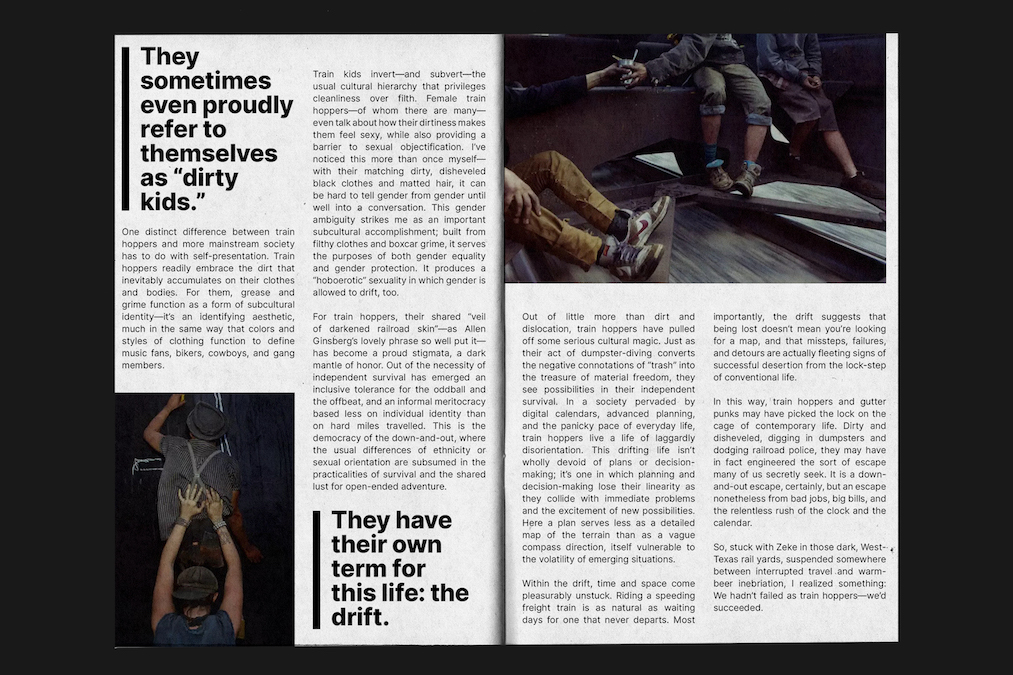 They
sometimes
even proudly
refer to
themselves
as “dirty
kids.”
One distinct difference between train
hoppers and more mainstream society
has to do with self-presentation. Train
hoppers readily embrace the dirt that
inevitably accumulates on their clothes
and bodies. For them, grease and
grime function as a form of subcultural
identity—it’s an identifying aesthetic,
much in the same way that colors and
styles of clothing function to define
music fans, bikers, cowboys, and gang
members.
Train kids invert—and subvert—the
usual cultural hierarchy that privileges
cleanliness over filth. Female train
hoppers—of whom there are many—
even talk about how their dirtiness makes
them feel sexy, while also providing a
barrier to sexual objectification. I’ve
noticed this more than once myself—
with their matching dirty, disheveled
black clothes and matted hair, it can
be hard to tell gender from gender until
well into a conversation. This gender
ambiguity strikes me as an important
subcultural accomplishment; built from
filthy clothes and boxcar grime, it serves
the purposes of both gender equality
and gender protection. It produces a
“hoboerotic” sexuality in which gender is
allowed to drift, too.
For train hoppers, their shared “veil
of darkened railroad skin”—as Allen
Ginsberg’s lovely phrase so well put it—
has become a proud stigmata, a dark
mantle of honor. Out of the necessity of
independent survival has emerged an
inclusive tolerance for the oddball and
the offbeat, and an informal meritocracy
based less on individual identity than
on hard miles travelled. This is the
democracy of the down-and-out, where
the usual differences of ethnicity or
sexual orientation are subsumed in the
practicalities of survival and the shared
lust for open-ended adventure.
They have
their own
term for
this life: the
drift.
Out of little more than dirt and
dislocation, train hoppers have pulled
off some serious cultural magic. Just as
their act of dumpster-diving converts
the negative connotations of “trash” into
the treasure of material freedom, they
see possibilities in their independent
survival. In a society pervaded by
digital calendars, advanced planning,
and the panicky pace of everyday life,
train hoppers live a life of laggardly
disorientation. This drifting life isn’t
wholly devoid of plans or decision-
making; it’s one in which planning and
decision-making lose their linearity as
they collide with immediate problems
and the excitement of new possibilities.
Here a plan serves less as a detailed
map of the terrain than as a vague
compass direction, itself vulnerable to
the volatility of emerging situations.
Within the drift, time and space come
pleasurably unstuck. Riding a speeding
freight train is as natural as waiting
days for one that never departs. Most
importantly, the drift suggests that
being lost doesn’t mean you’re looking
for a map, and that missteps, failures,
and detours are actually fleeting signs of
successful desertion from the lock-step
of conventional life.
In this way, train hoppers and gutter
punks may have picked the lock on the
cage of contemporary life. Dirty and
disheveled, digging in dumpsters and
dodging railroad police, they may have
in fact engineered the sort of escape
many of us secretly seek. It is a down-
and-out escape, certainly, but an escape
nonetheless from bad jobs, big bills, and
the relentless rush of the clock and the
calendar.
So, stuck with Zeke in those dark, West-
Texas rail yards, suspended somewhere
between interrupted travel and warm-
beer inebriation, I realized something:
We hadn’t failed as train hoppers—we’d
succeeded.